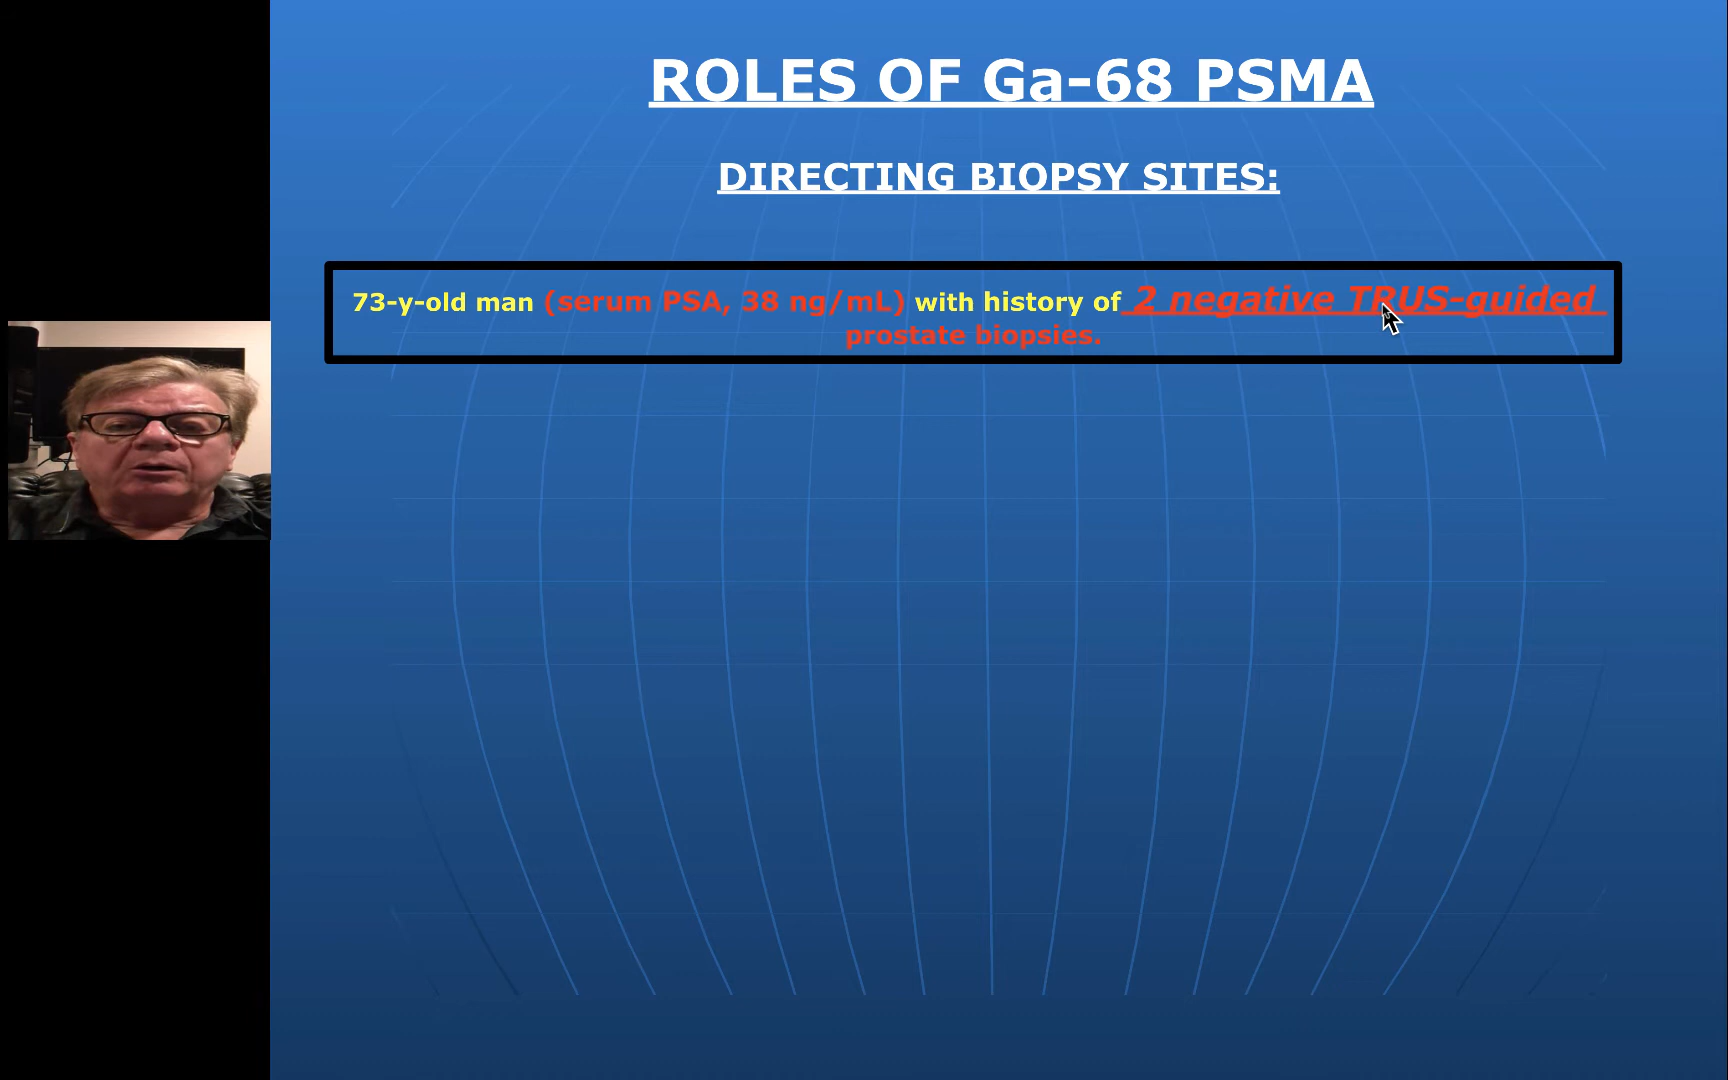 ROLES OF Ga-68 PSMA
DIRECTING BIOPSY SITES:
73-y-old man (serum PSA, 38 ng/mL) with history of 2 negative TRUS-guided
prostate biopsies.